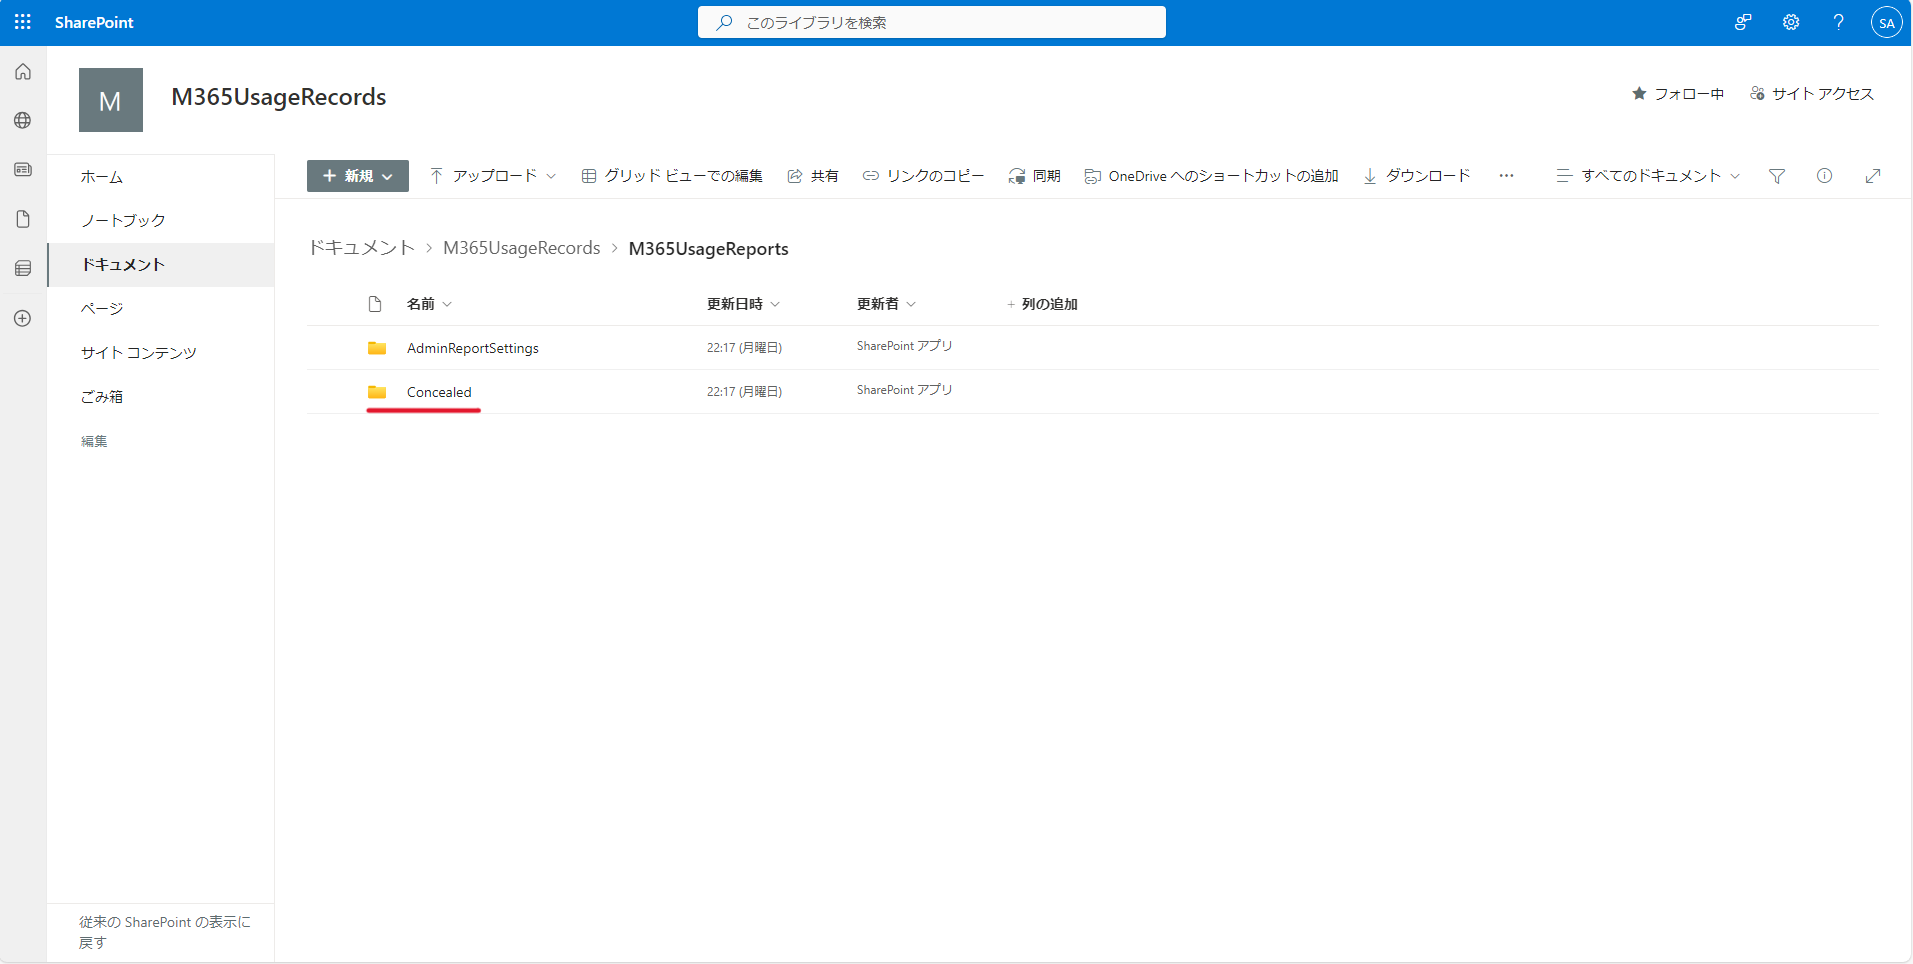 SharePoint
このライブラリを検索
SA
M
M365UsageRecords
フォロー中
サイト アクセス
ホーム
ノートブック
ドキュメント
ページ
サイト コンテンツ
ごみ箱
編集
新規 アップロード グリッド ビューでの編集 共有 リンクのコピー 同期 OneDrive へのショートカットの追加 ダウンロード ... すべてのドキュメント
ドキュメント > M365UsageRecords > M365UsageReports
名前 更新日時 更新者 + 列の追加
AdminReportSettings 22:17 (月曜日) SharePoint アプリ
Concealed 22:17 (月曜日) SharePoint アプリ
従来の SharePoint の表示に
戻す